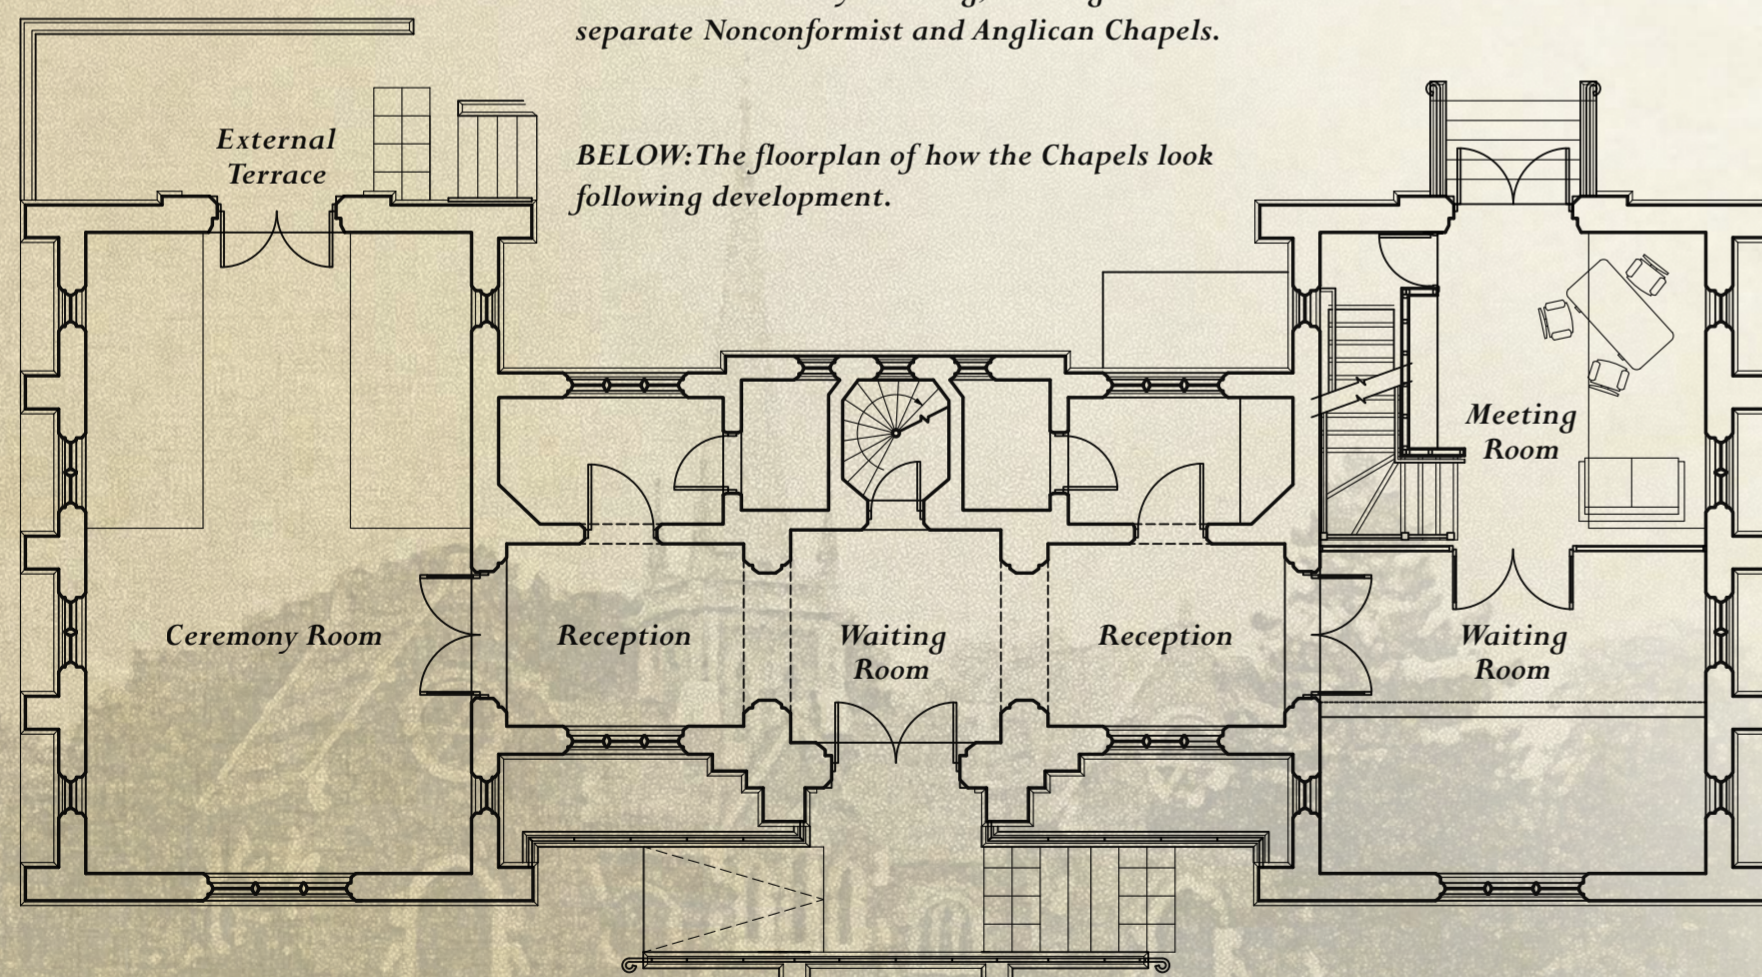 separate Nonconformist and Anglican Chapels.
BELOW: The floorplan of how the Chapels look
following development.
External
Terrace
Meeting
Room
Ceremony Room
Reception
Waiting
Room
Reception
Waiting
Room